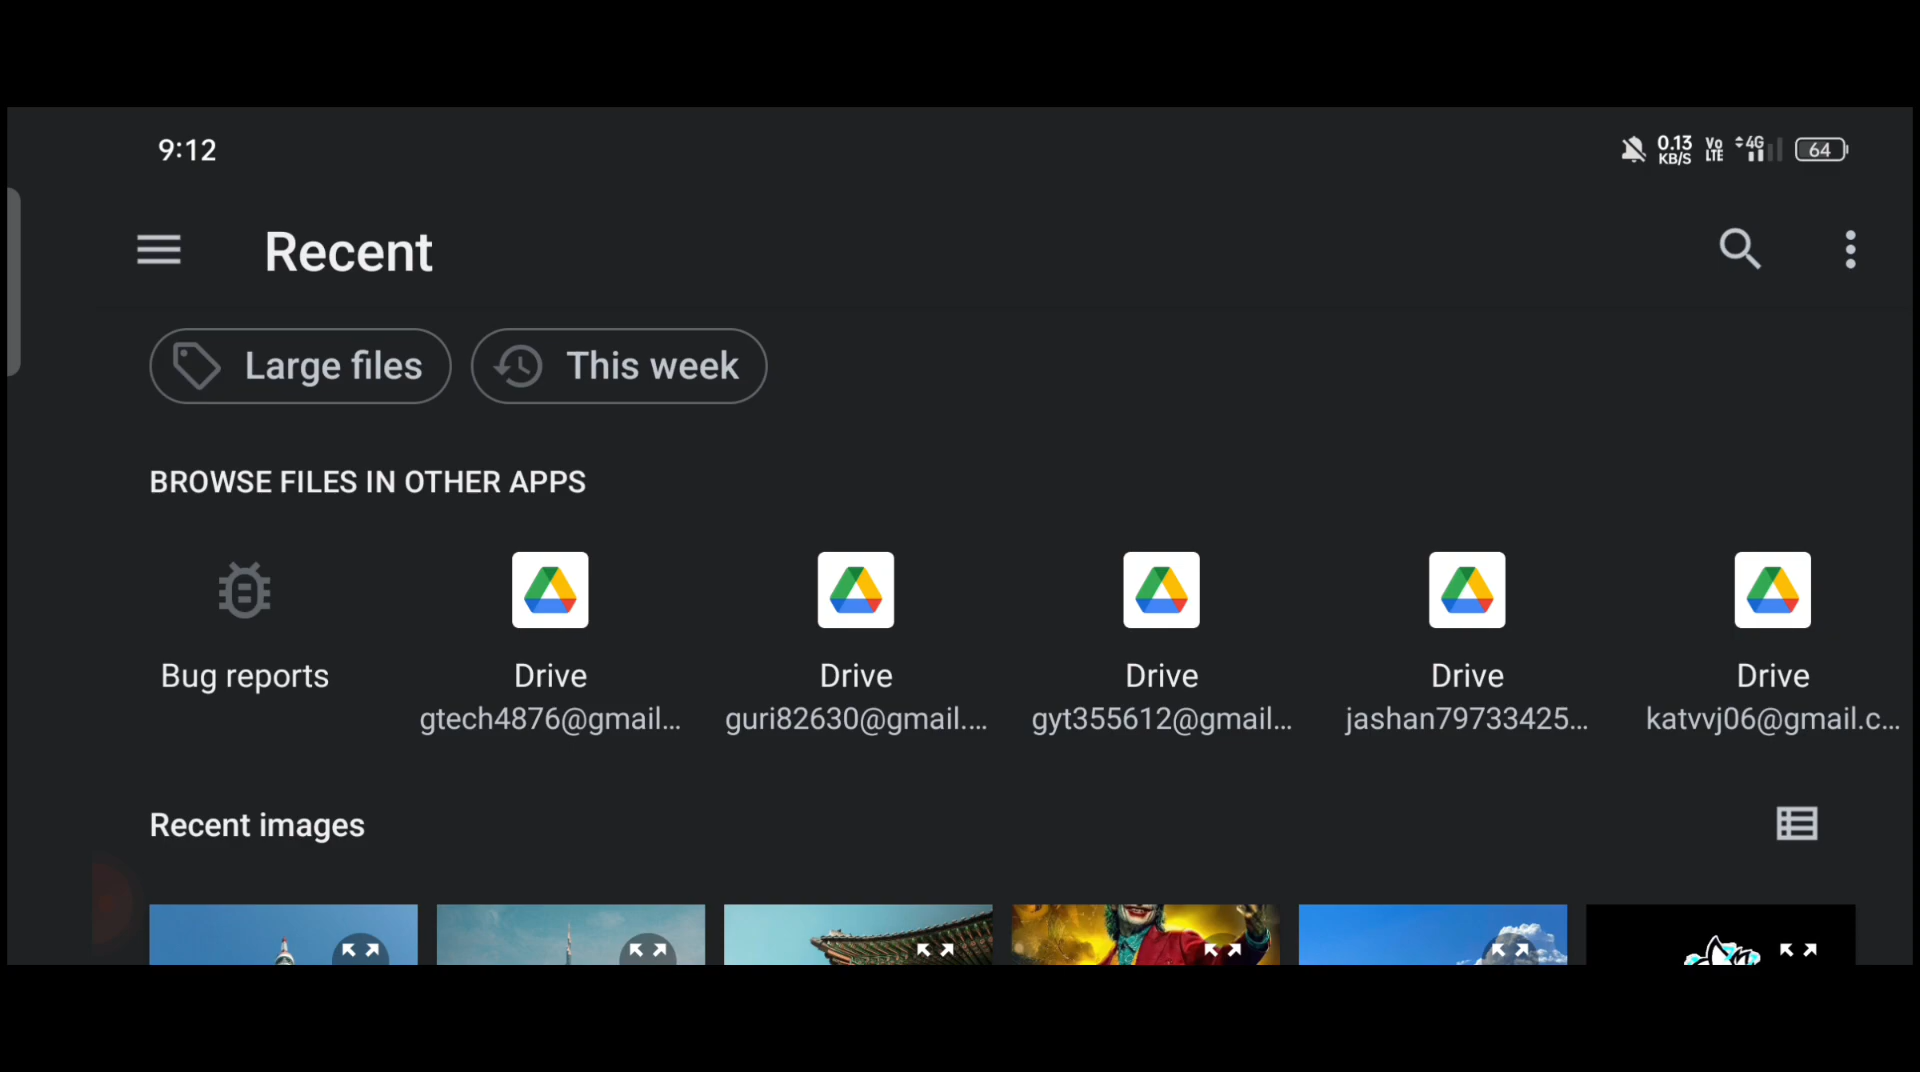 9:12
0.13 KB/S Vo LTE 4G 64
Recent
Large files This week
BROWSE FILES IN OTHER APPS
Bug reports Drive Drive Drive Drive Drive
gtech4876@gmail... guri82630@gmail.... gyt355612@gmail... jashan79733425... katvvj06@gmail.c...
Recent images